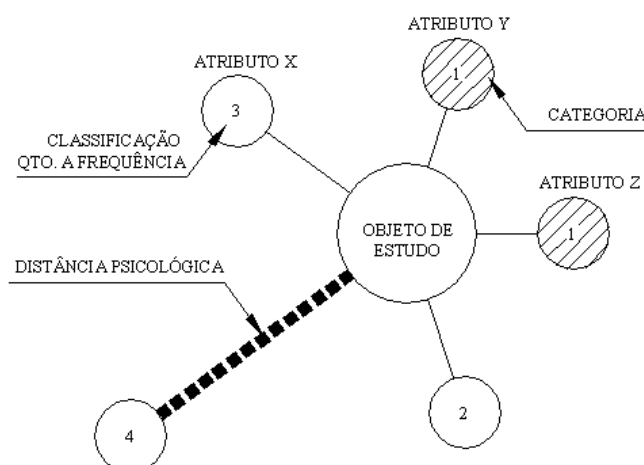 ATRIBUTO Y
1
ATRIBUTO X
3
CATEGORIA
CLASSIFICAÇÃO
QTO. A FREQUÊNCIA
ATRIBUTO Z
1
OBJETO DE
ESTUDO
DISTÂNCIA PSICOLÓGICA
2
4